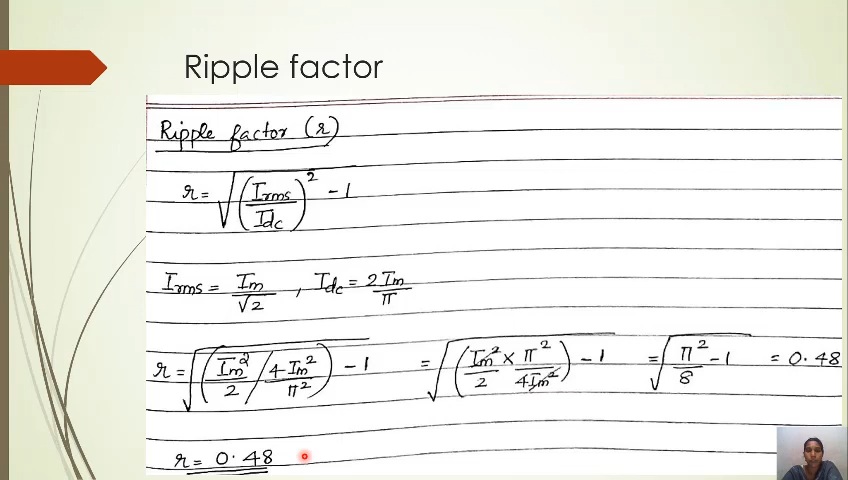 Ripple factor
Ripple factor (r)
r = √((Irms/Idc)² - 1)
Irms = Im/√2 , Idc = 2Im/π
r = √((Im²/2 / 4Im²/π²) - 1) = √((Im²/2 × π²/4Im²) - 1) = √(π²/8 - 1) = 0.48
r = 0.48